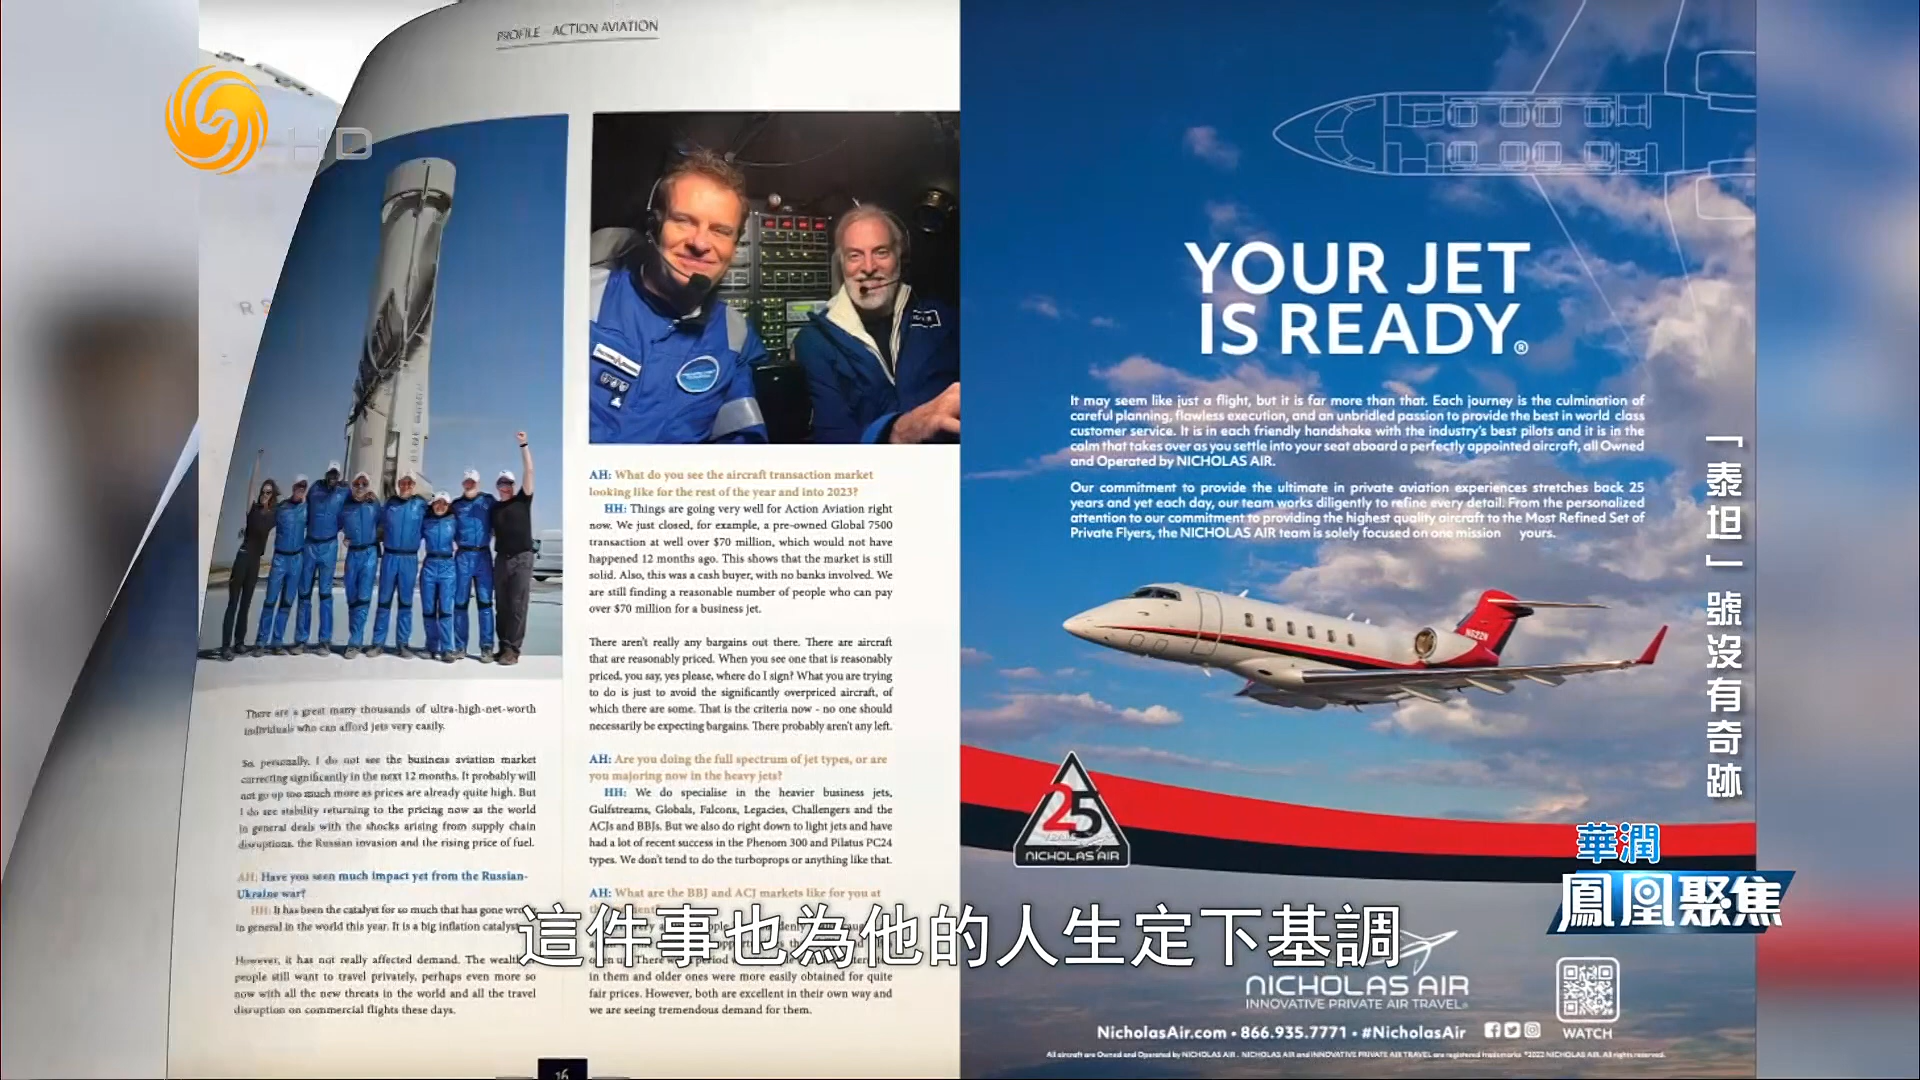 PROFILE - ACTION AVIATION
HD
There are a great many thousands of ultra-high-net-worth
individuals who can afford jets very easily.
So, personally, I do not see the business aviation market
correcting significantly in the next 12 months. It probably will
not go up too much more as prices are already quite high. But
I do see stability returning to the pricing now as the world
in general deals with the shocks arising from supply chain
disruptions, the Russian invasion and the rising price of fuel.
AH: Have you seen much impact yet from the Russian-
Ukraine war?
HH: It has been the catalyst for so much that has gone wrong
in general in the world this year. It is a big inflation catalyst
However, it has not really affected demand. The wealthy
people still want to travel privately, perhaps even more so
now with all the new threats in the world and all the travel
disruption on commercial flights these days.
AH: What do you see the aircraft transaction market
looking like for the rest of the year and into 2023?
HH: Things are going very well for Action Aviation right
now. We just closed, for example, a pre-owned Global 7500
transaction at well over $70 million, which would not have
happened 12 months ago. This shows that the market is still
solid. Also, this was a cash buyer, with no banks involved. We
are still finding a reasonable number of people who can pay
over $70 million for a business jet.
There aren't really any bargains out there. There are aircraft
that are reasonably priced. When you see one that is reasonably
priced, you say, yes please, where do I sign? What you are trying
to do is just to avoid the significantly overpriced aircraft, of
which there are some. That is the criteria now - no one should
necessarily be expecting bargains. There probably aren't any left.
AH: Are you doing the full spectrum of jet types, or are
you majoring now in the heavy jets?
HH: We do specialise in the heavier business jets,
Gulfstreams, Globals, Falcons, Legacies, Challengers and the
ACJs and BBJs. But we also do right down to light jets and have
had a lot of recent success in the Phenom 300 and Pilatus PC24
types. We don't tend to do the turboprops or anything like that.
AH: What are the BBJ and ACJ markets like for you at
in them and older ones were more easily obtained for quite
fair prices. However, both are excellent in their own way and
we are seeing tremendous demand for them.
16
YOUR JET
IS READY®
It may seem like just a flight, but it is far more than that. Each journey is the culmination of
careful planning, flawless execution, and an unbridled passion to provide the best in world class
customer service. It is in each friendly handshake with the industry's best pilots and it is in the
calm that takes over as you settle into your seat aboard a perfectly appointed aircraft, all Owned
and Operated by NICHOLAS AIR.
Our commitment to provide the ultimate in private aviation experiences stretches back 25
years and yet each day, our team works diligently to refine every detail. From the personalized
attention to our commitment to providing the highest quality aircraft to the Most Refined Set of
Private Flyers, the NICHOLAS AIR team is solely focused on one mission yours.
N622N
25
YEARS
NICHOLAS AIR
NICHOLAS AIR
INNOVATIVE PRIVATE AIR TRAVEL®
WATCH
NicholasAir.com • 866.935.7771 • #NicholasAir
All aircraft are Owned and Operated by NICHOLAS AIR. NICHOLAS AIR and INNOVATIVE PRIVATE AIR TRAVEL are registered trademarks. ©2022 NICHOLAS AIR. All rights reserved.
「泰坦」號沒有奇跡
華潤
鳳凰聚焦
這件事也為他的人生定下基調